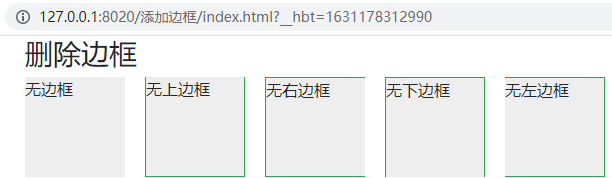 127.0.0.1:8020/添加边框/index.html?__hbt=1631178312990
删除边框
无边框 无上边框 无右边框 无下边框 无左边框